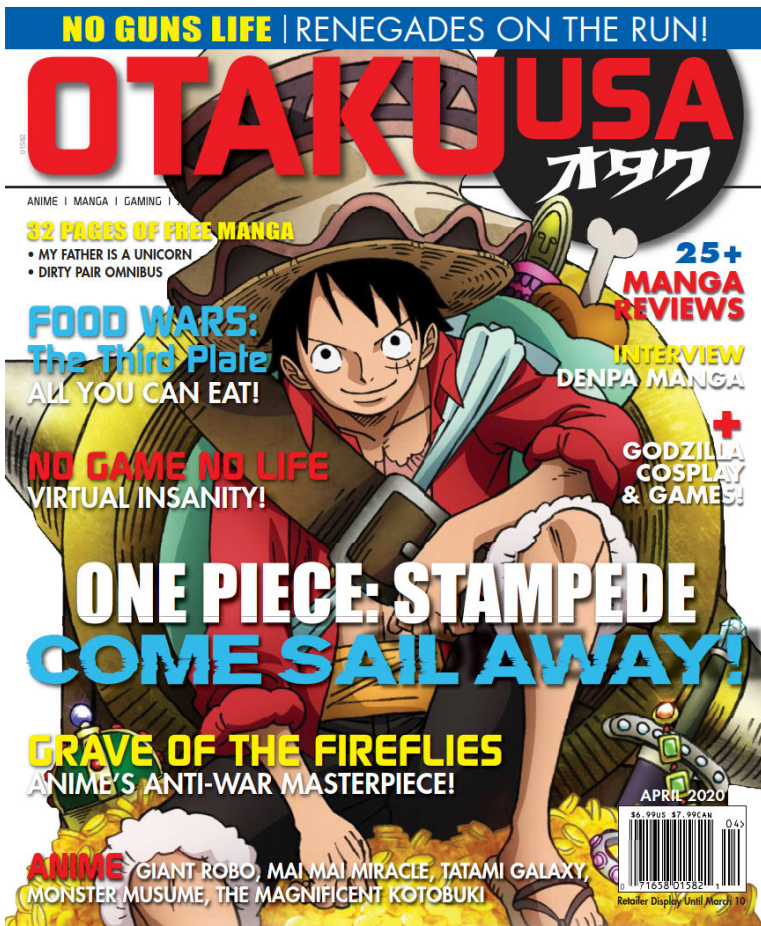 NO GUNS LIFE | RENEGADES ON THE RUN!
OTAKU USA
オタク
01582
ANIME | MANGA | GAMING |
32 PAGES OF FREE MANGA
• MY FATHER IS A UNICORN
• DIRTY PAIR OMNIBUS
25+
MANGA
REVIEWS
FOOD WARS:
The Third Plate
ALL YOU CAN EAT!
INTERVIEW
DENPA MANGA
+
GODZILLA
COSPLAY
& GAMES!
NO GAME NO LIFE
VIRTUAL INSANITY!
ONE PIECE: STAMPEDE
COME SAIL AWAY!
GRAVE OF THE FIREFLIES
ANIME'S ANTI-WAR MASTERPIECE!
APRIL 2020
$6.99US $7.99CAN
04>
0 71658 01582 1
Retailer Display Until March 10
ANIME GIANT ROBO, MAI MAI MIRACLE, TATAMI GALAXY,
MONSTER MUSUME, THE MAGNIFICENT KOTOBUKI